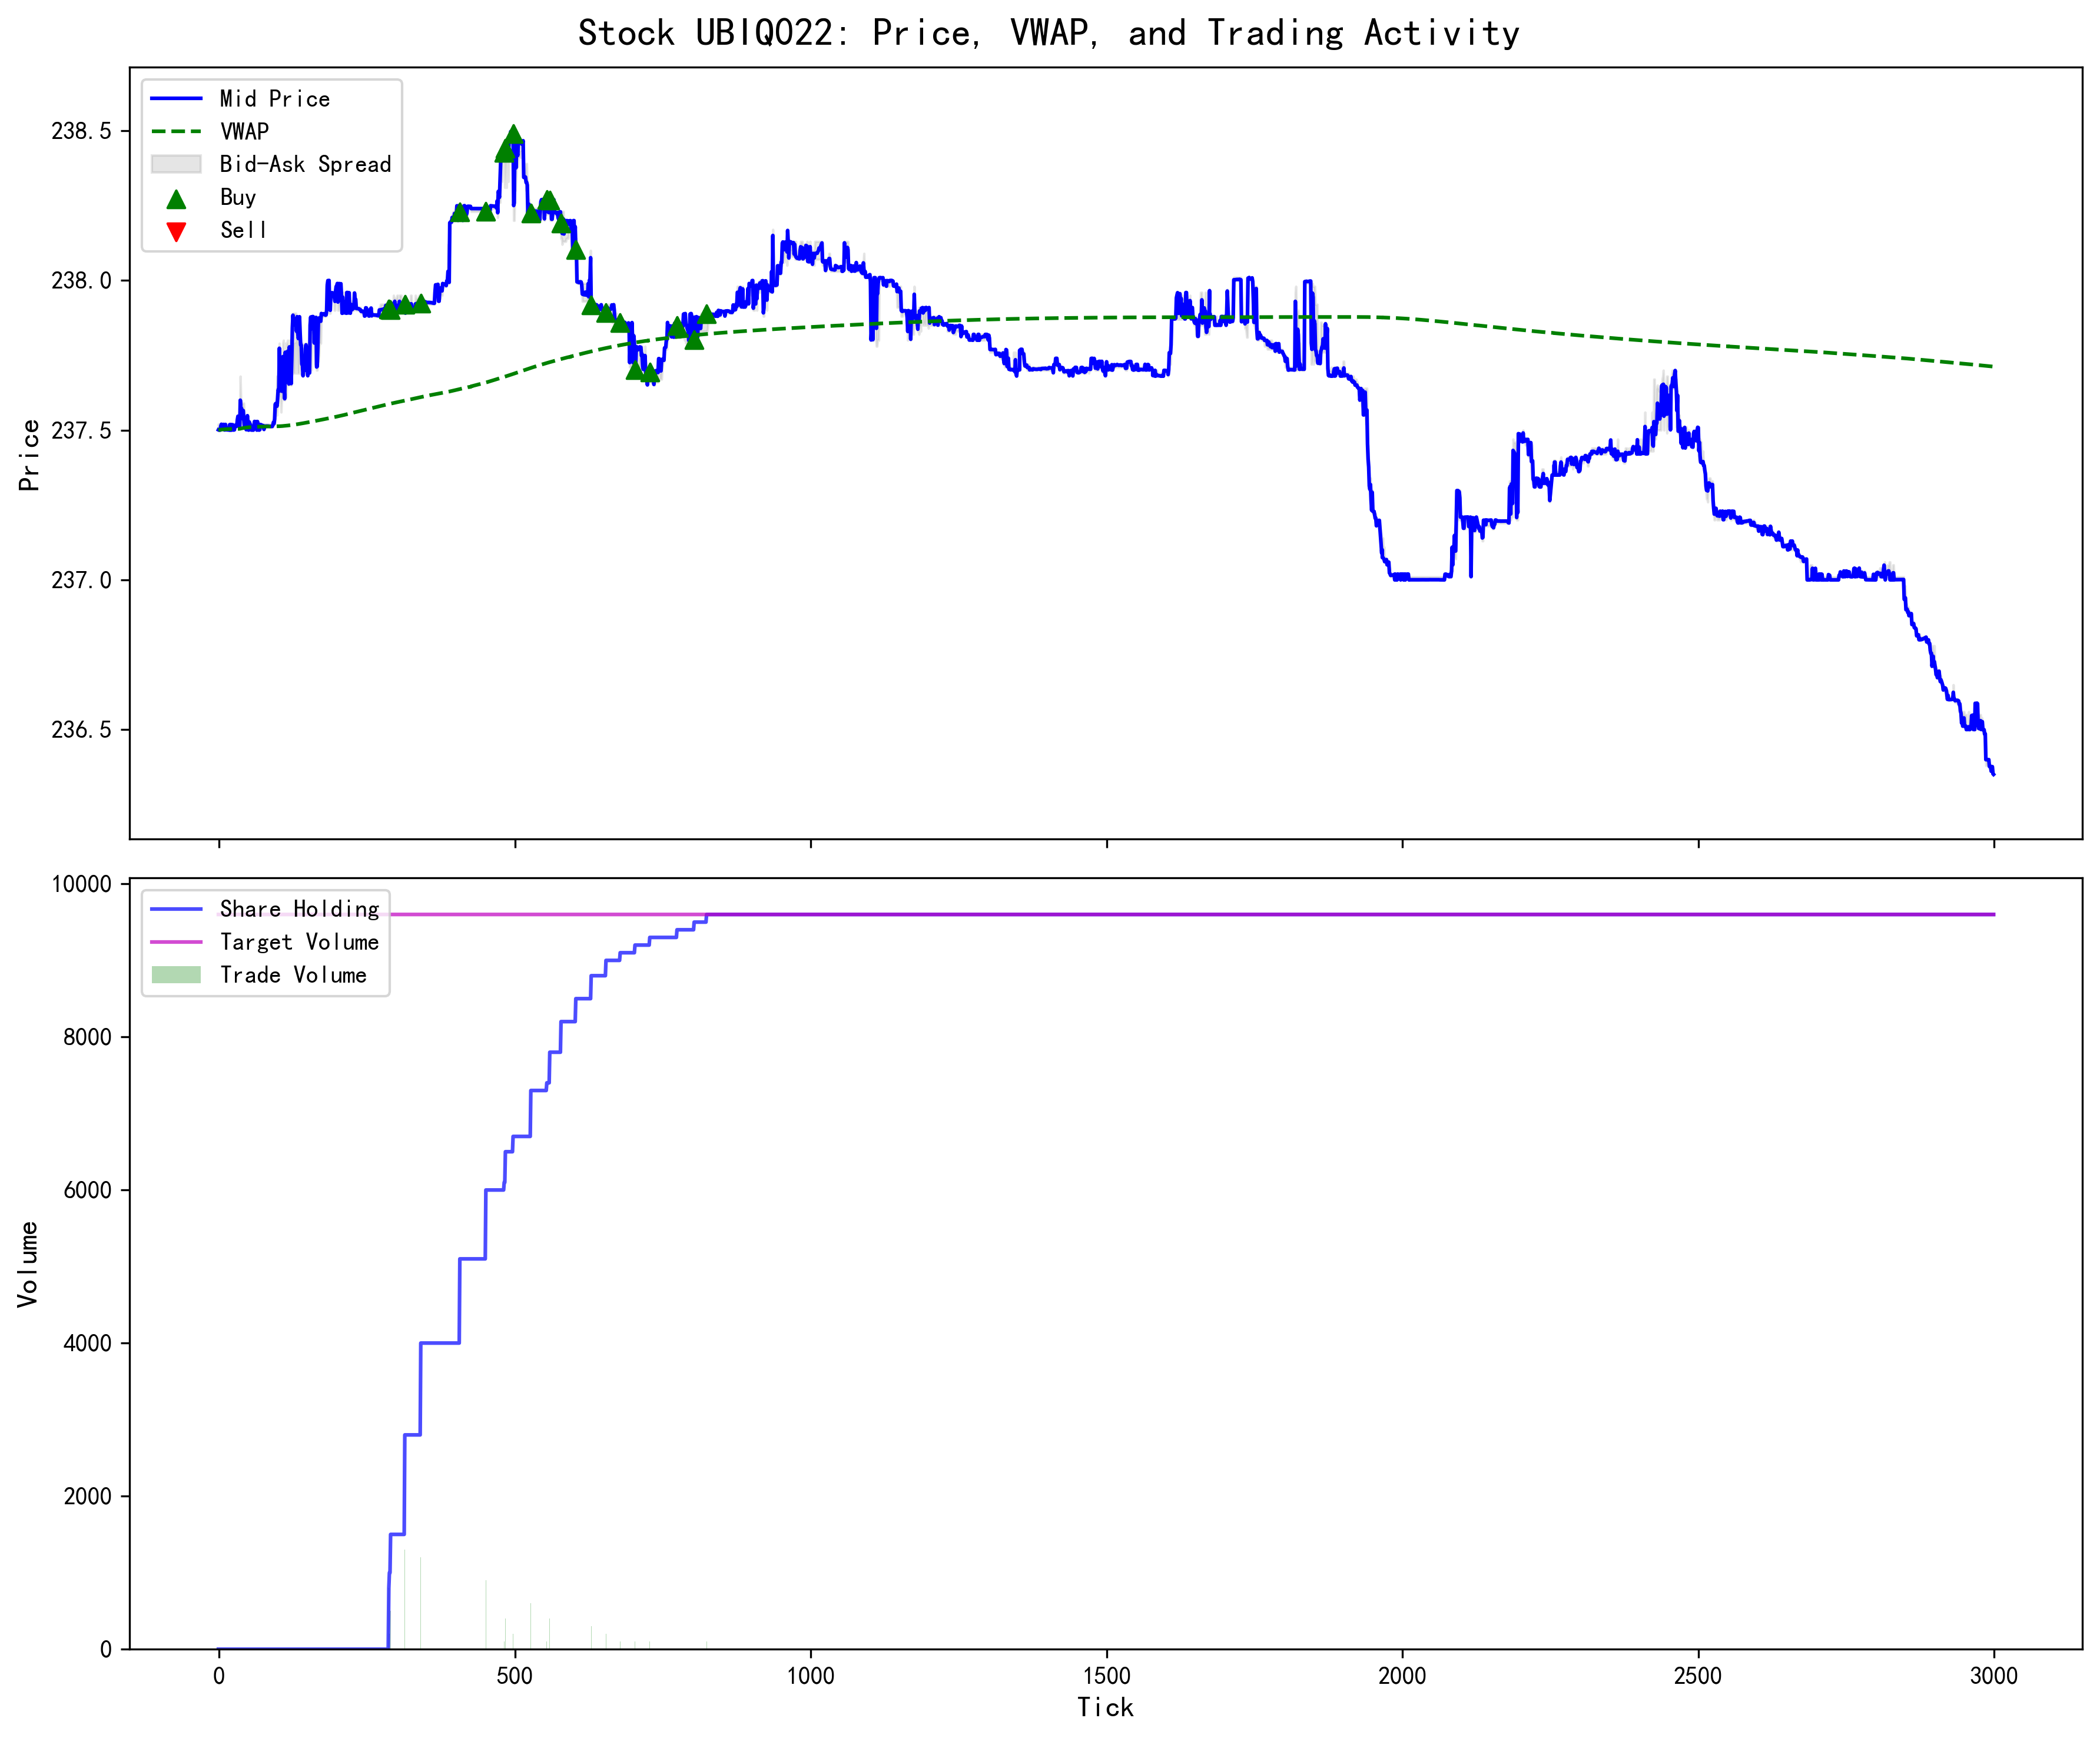 Stock UBIQ022: Price, VWAP, and Trading Activity
Mid Price
VWAP
Bid-Ask Spread
Buy
Sell
Price
238.5
238.0
237.5
237.0
236.5
Share Holding
Target Volume
Trade Volume
Volume
10000
8000
6000
4000
2000
0
0 500 1000 1500 2000 2500 3000
Tick